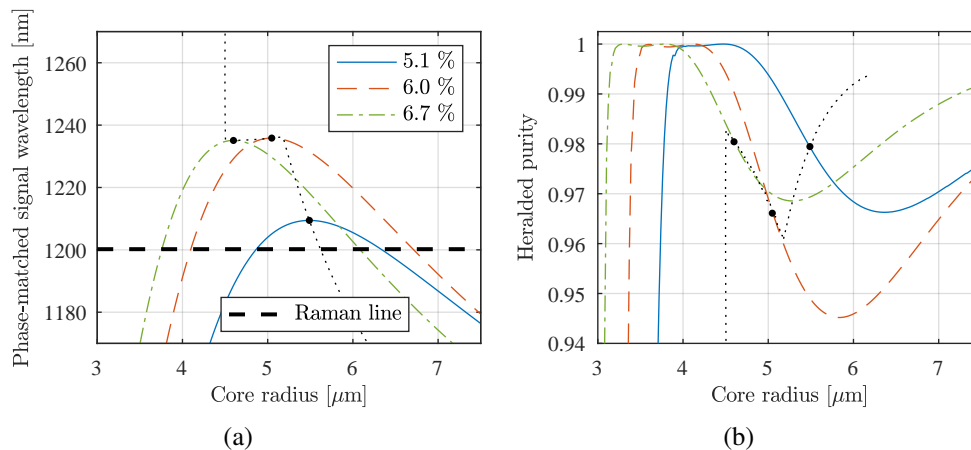 Phase-matched signal wavelength [nm]
1260
1240
1220
1200
1180
3 4 5 6 7
Core radius [μm]
5.1 %
6.0 %
6.7 %
Raman line
(a)
Heralded purity
1
0.99
0.98
0.97
0.96
0.95
0.94
3 4 5 6 7
Core radius [μm]
(b)